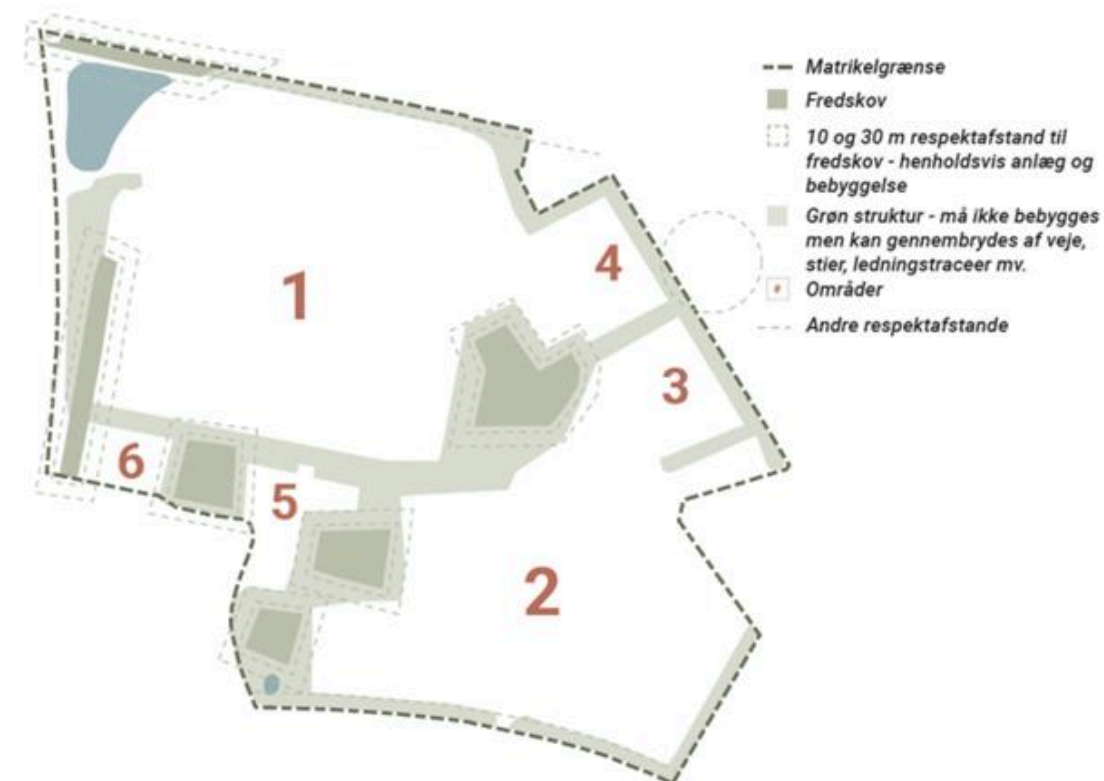 Matrikelgrænse
Fredskov
10 og 30 m respektafstand til
fredskov - henholdsvis anlæg og
bebyggelse
Grøn struktur - må ikke bebygges
men kan gennembrydes af veje,
stier, ledningstraceer mv.
Områder
Andre respektafstande
1
4
3
6
5
2